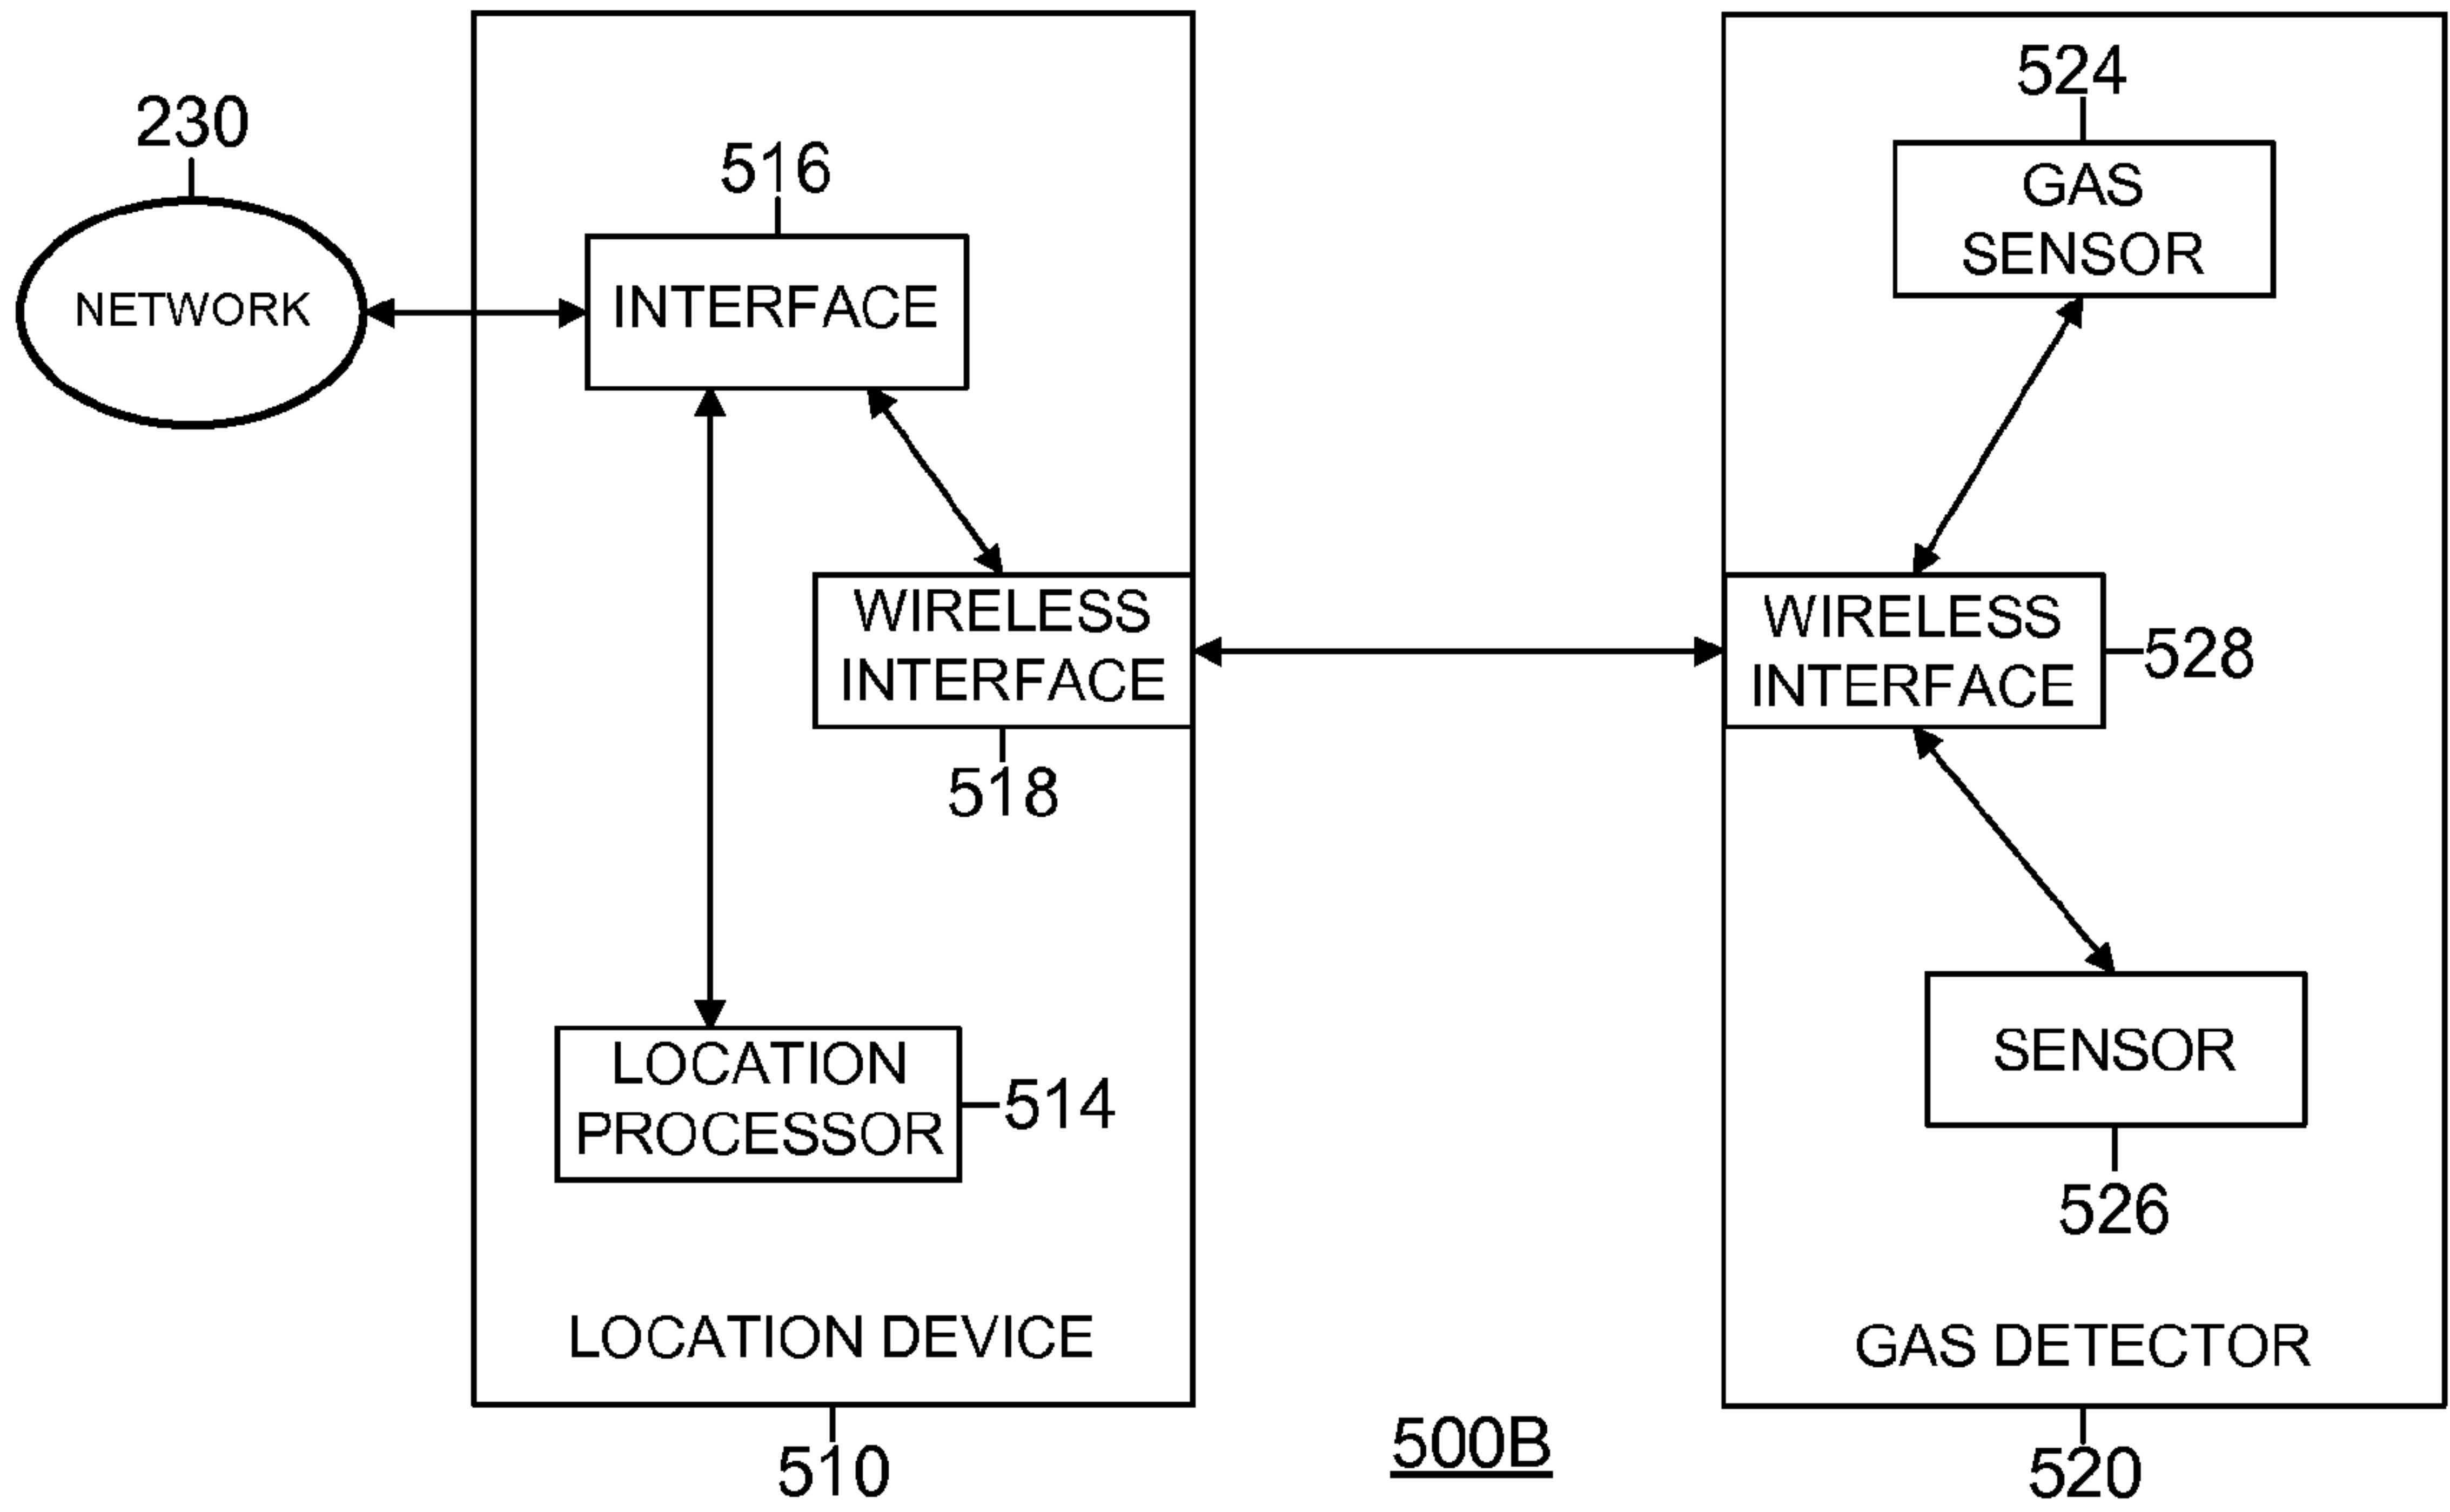 230
NETWORK
516
INTERFACE
WIRELESS
INTERFACE
518
LOCATION
PROCESSOR
514
LOCATION DEVICE
510
524
GAS
SENSOR
WIRELESS
INTERFACE
528
SENSOR
526
GAS DETECTOR
520
500B